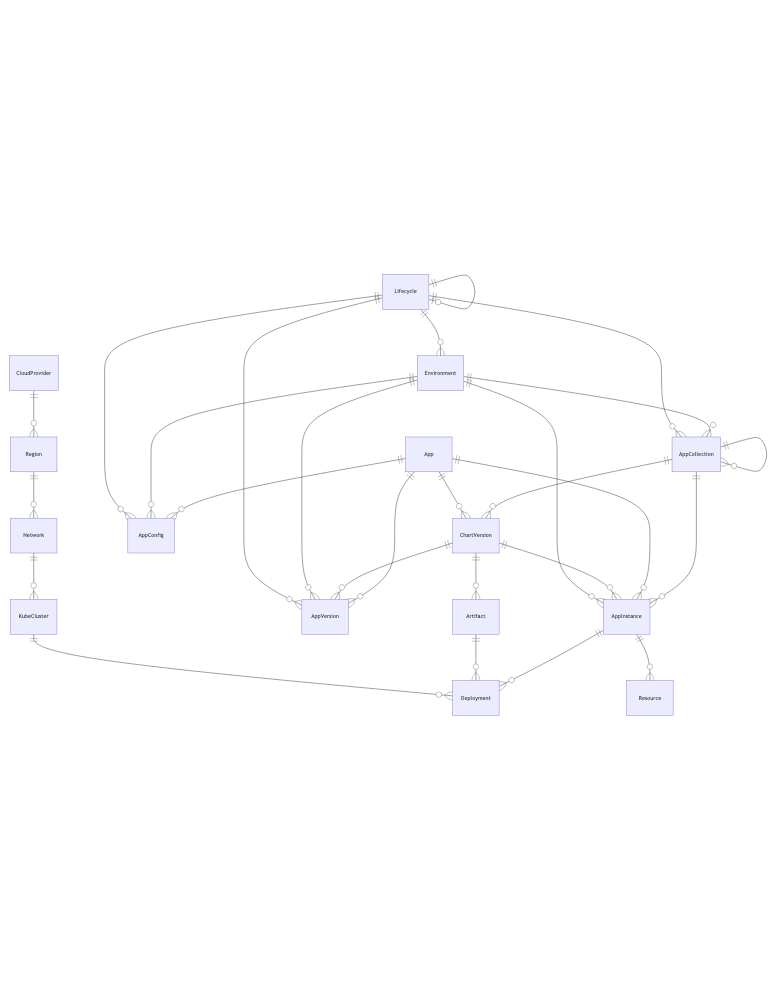 Lifecycle
CloudProvider
Environment
Region
App
AppCollection
Network
AppConfig
ChartVersion
KubeCluster
AppVersion
Artifact
AppInstance
Deployment
Resource